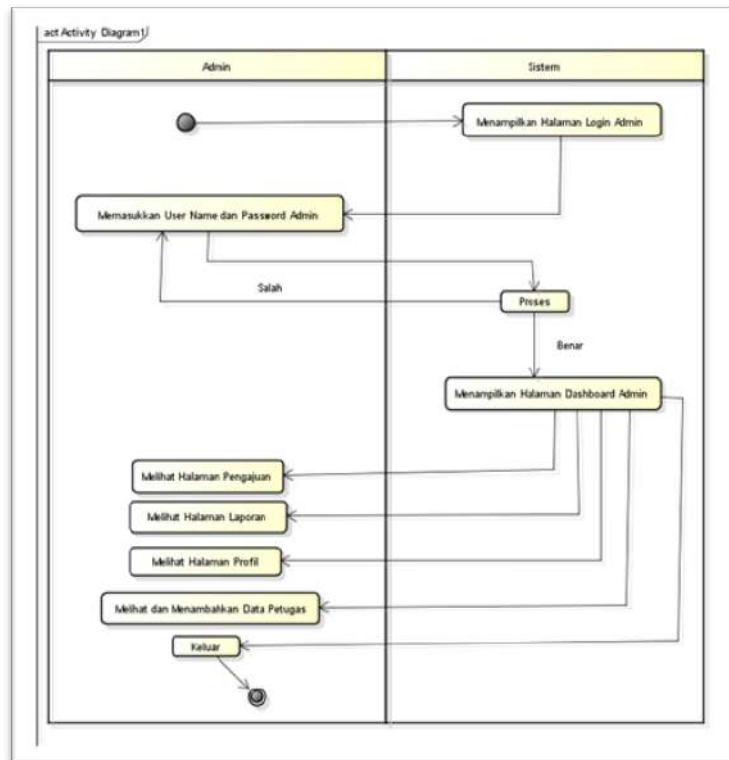 act Activity Diagram1
Admin
Sistem
Menampilkan Halaman Login Admin
Memasukkan User Name dan Password Admin
Salah
Proses
Benar
Menampilkan Halaman Dashboard Admin
Melihat Halaman Pengajuan
Melihat Halaman Laporan
Melihat Halaman Profil
Melihat dan Menambahkan Data Petugas
Keluar